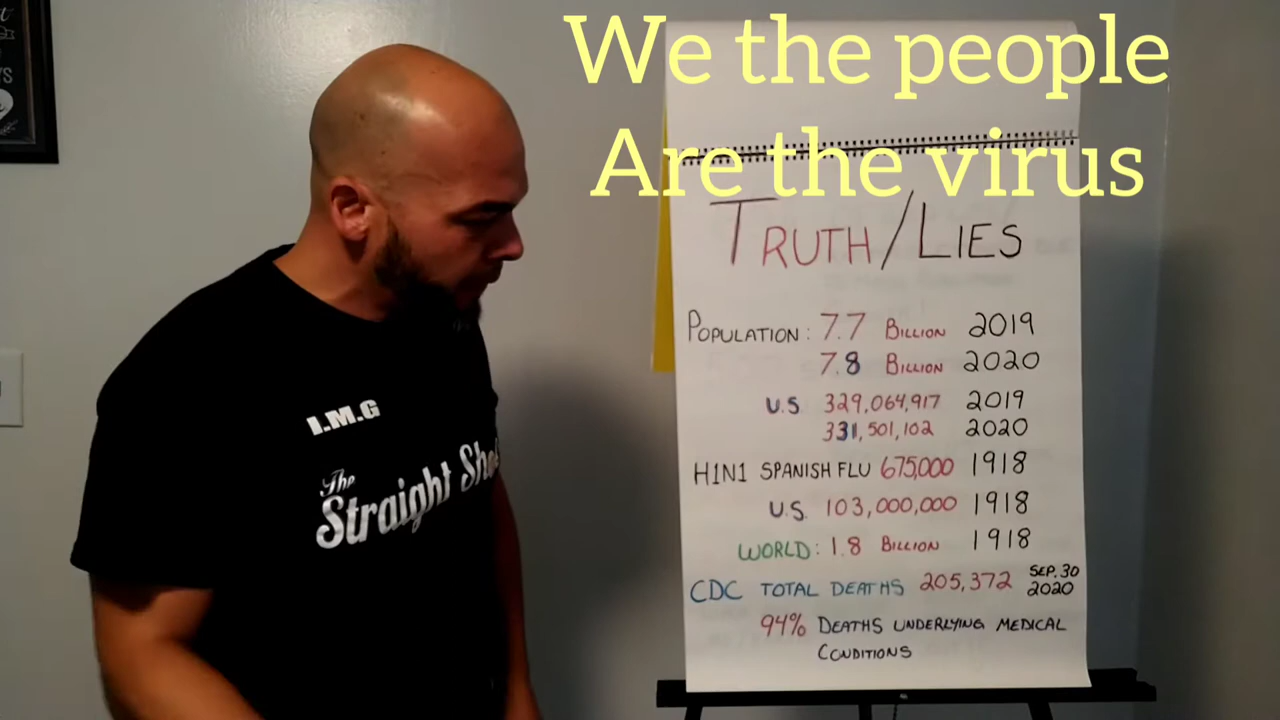 We the people
Are the virus
TRUTH/LIES
POPULATION: 7.7 BILLION 2019
7.8 BILLION 2020
U.S 329,064,917 2019
331,501,102 2020
H1N1 SPANISH FLU 675,000 1918
U.S. 103,000,000 1918
WORLD: 1.8 BILLION 1918
CDC TOTAL DEATHS 205,372 SEP. 30 2020
94% DEATHS UNDERLYING MEDICAL
CONDITIONS
I.M.G
The
Straight